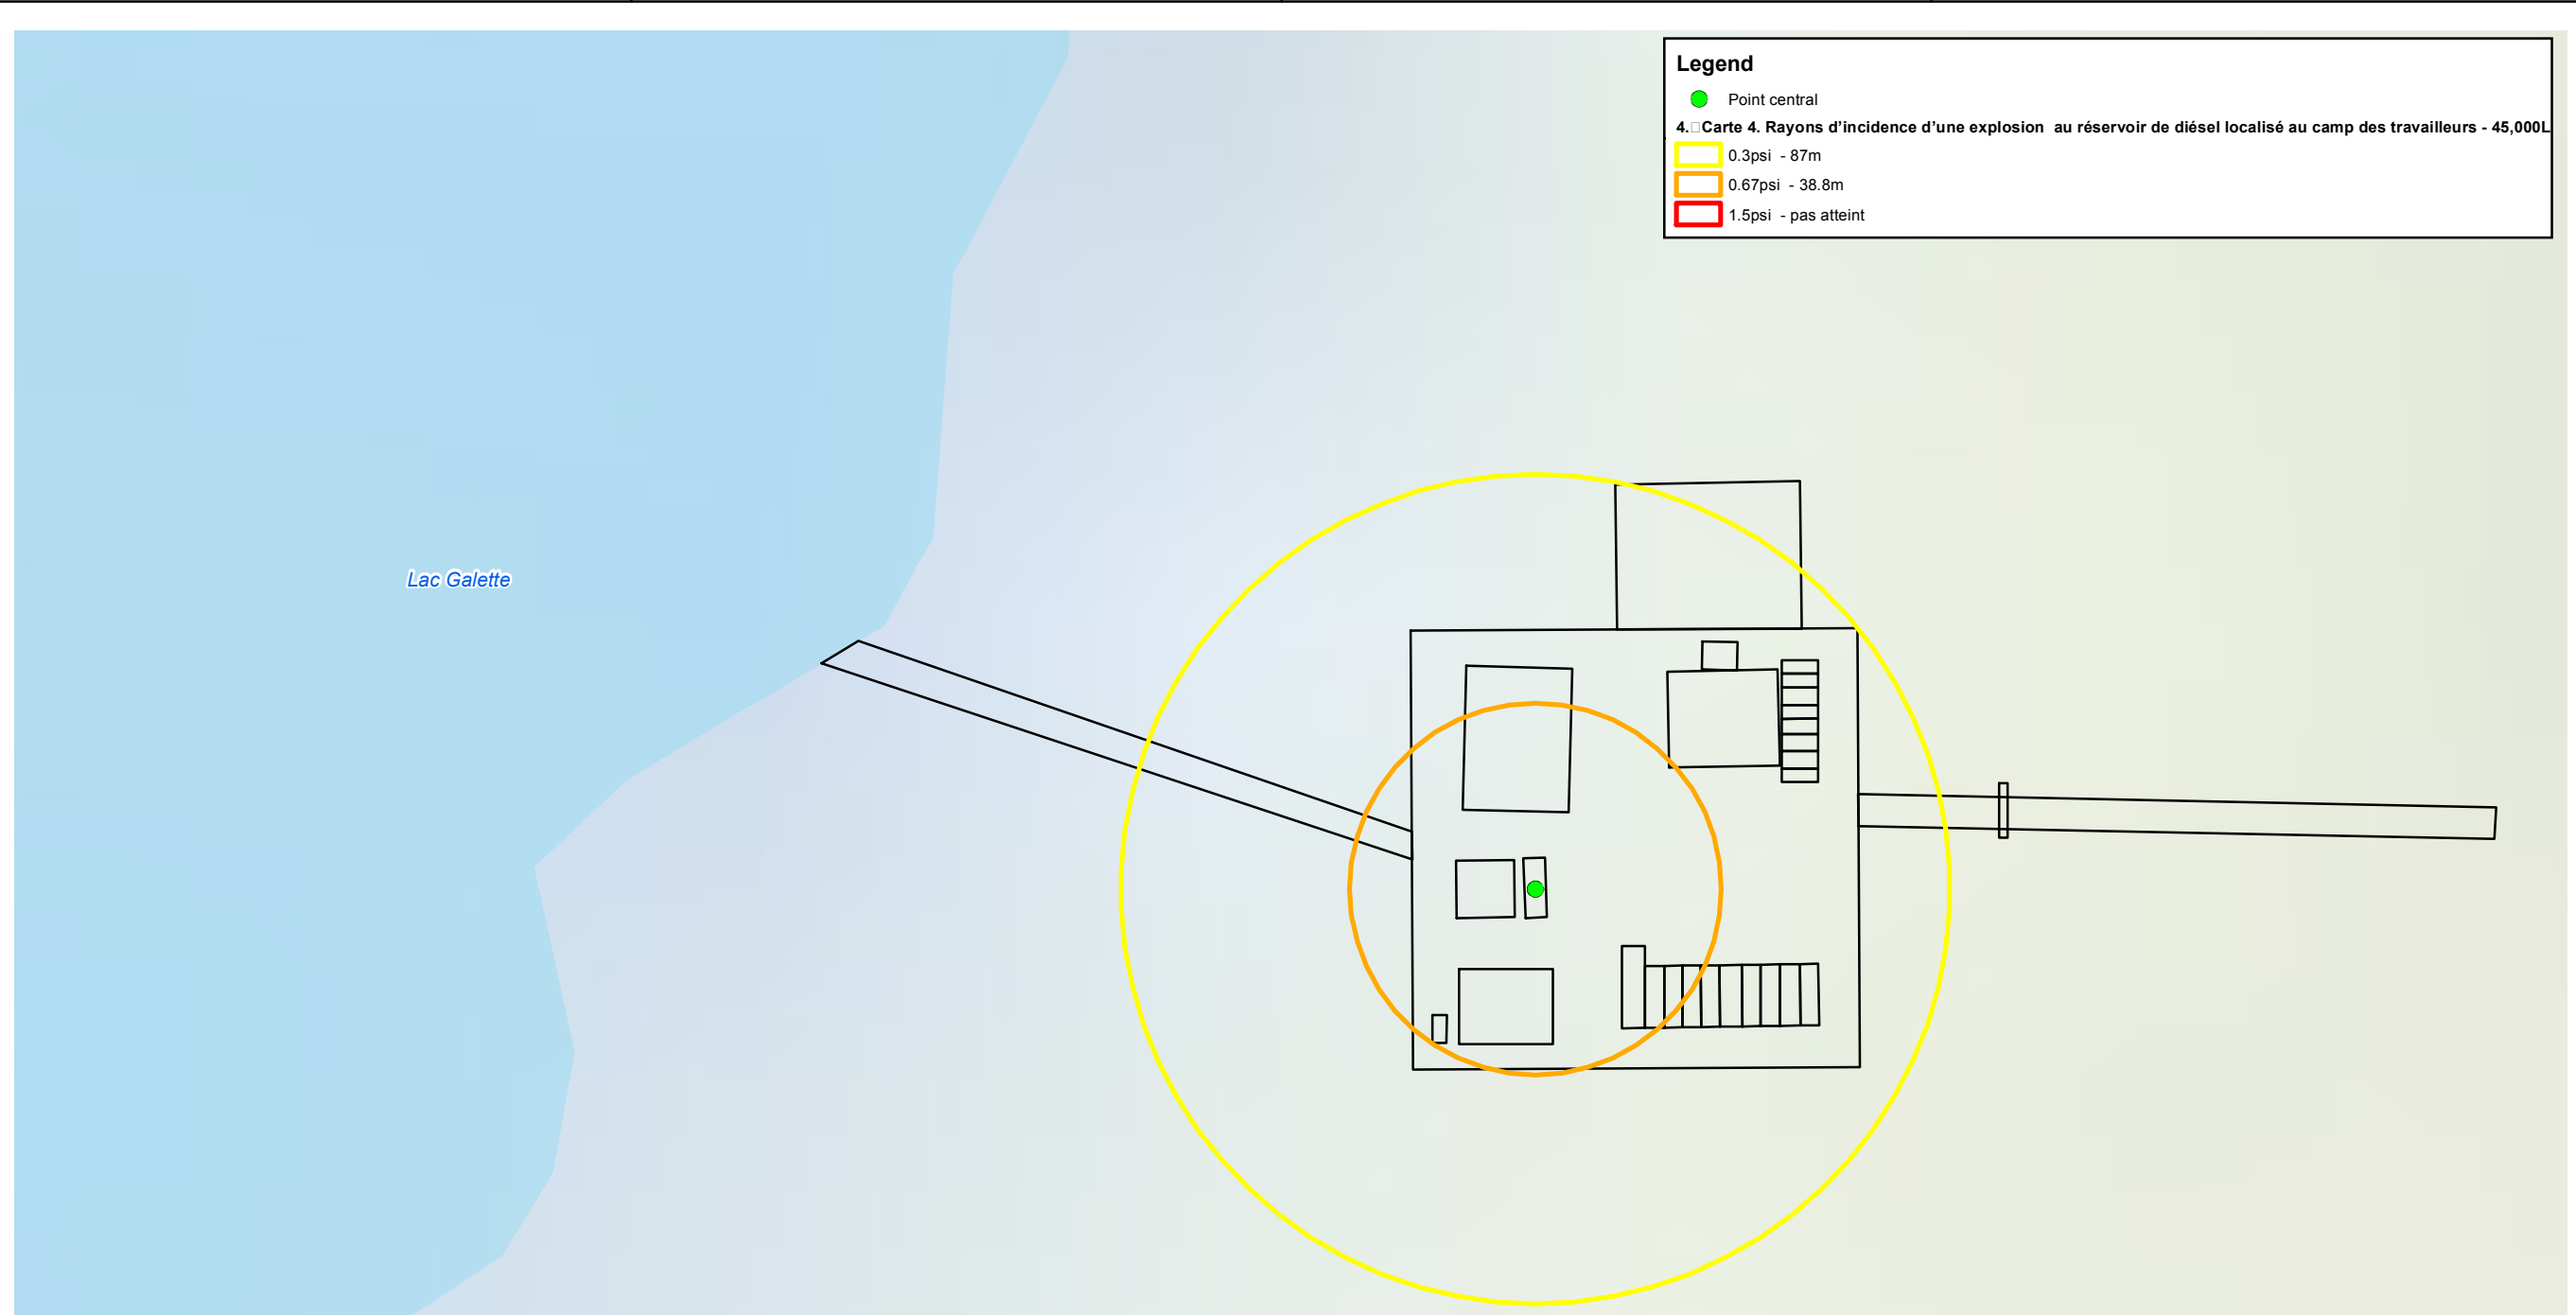 Legend
Point central
4.□Carte 4. Rayons d’incidence d’une explosion  au réservoir de diésel localisé au camp des travailleurs - 45,000L
0.3psi  - 87m
0.67psi  - 38.8m
1.5psi  - pas atteint
Lac Galette